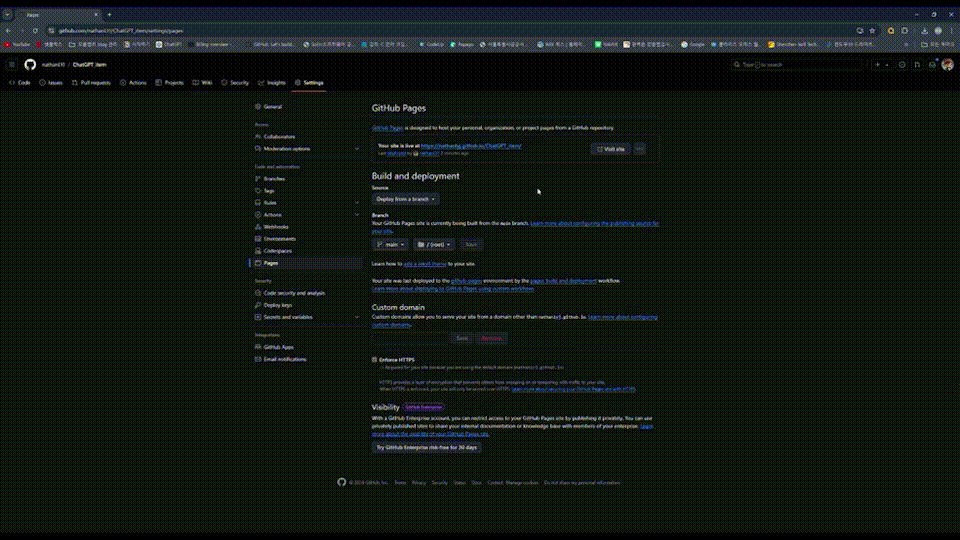 Pages
github.com/nathanlYI/ChatGPT_item/settings/pages
YouTube
ChatGPT
Billing overview
GitHub: Let's build
Papago
NAVER
Google
nathanlYI / ChatGPT_item
Type / to search
Code Issues Pull requests Actions Projects Wiki Security Insights Settings
General
Access
Collaborators
Moderation options
Code and automation
Branches
Tags
Rules
Actions
Webhooks
Environments
Codespaces
Pages
Security
Code security and analysis
Deploy keys
Secrets and variables
Integrations
GitHub Apps
Email notifications
GitHub Pages
GitHub Pages is designed to host your personal, organization, or project pages from a GitHub repository.
Your site is live at
Last deployed by
minutes ago
Visit site
Build and deployment
Source
Deploy from a branch
Branch
Your GitHub Pages site is currently being built from the main branch. Learn more about configuring the publishing source for
your site.
main
/ (root)
Save
Learn how to add a Jekyll theme to your site.
Your site was last deployed to the github-pages environment by the pages build and deployment workflow.
Learn more about deploying to GitHub Pages using custom workflows
Custom domain
Custom domains allow you to serve your site from a domain other than Learn more about configuring
custom domains.
Save
Remove
Enforce HTTPS
— Required for your site because you are using the default domain
HTTPS provides a layer of encryption that prevents others from snooping on or tampering with traffic to your site.
When HTTPS is enforced, your site will only be served over HTTPS. Learn more about securing your GitHub Pages site with HTTPS.
Visibility GitHub Enterprise
With a GitHub Enterprise account, you can restrict access to your GitHub Pages site by publishing it privately. You can use
privately published sites to share your internal documentation or knowledge base with members of your enterprise. Learn
more about the visibility of your GitHub Pages site.
Try GitHub Enterprise risk-free for 30 days
© 2024 GitHub, Inc. Terms Privacy Security Status Docs Contact Manage cookies Do not share my personal information